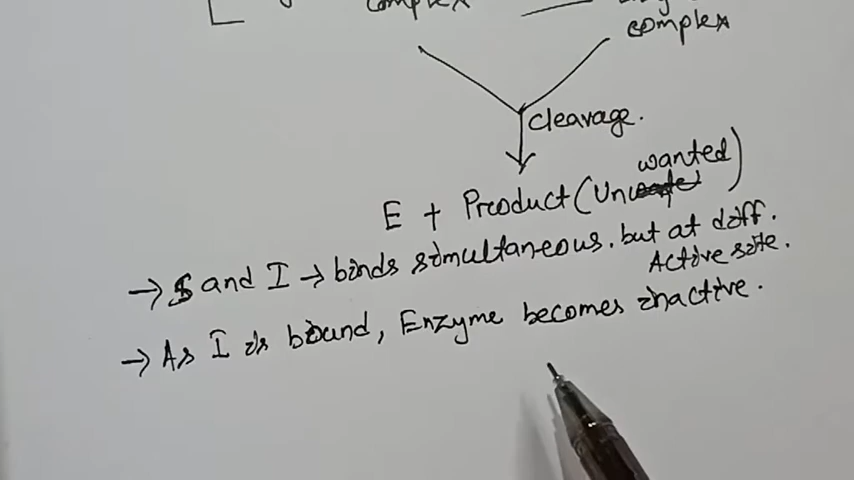 complex
complex
cleavage.
wanted
E + Product (Un )
→ S and I → binds simultaneous. but at diff.
Active site.
→ As I is bound, Enzyme becomes inactive.